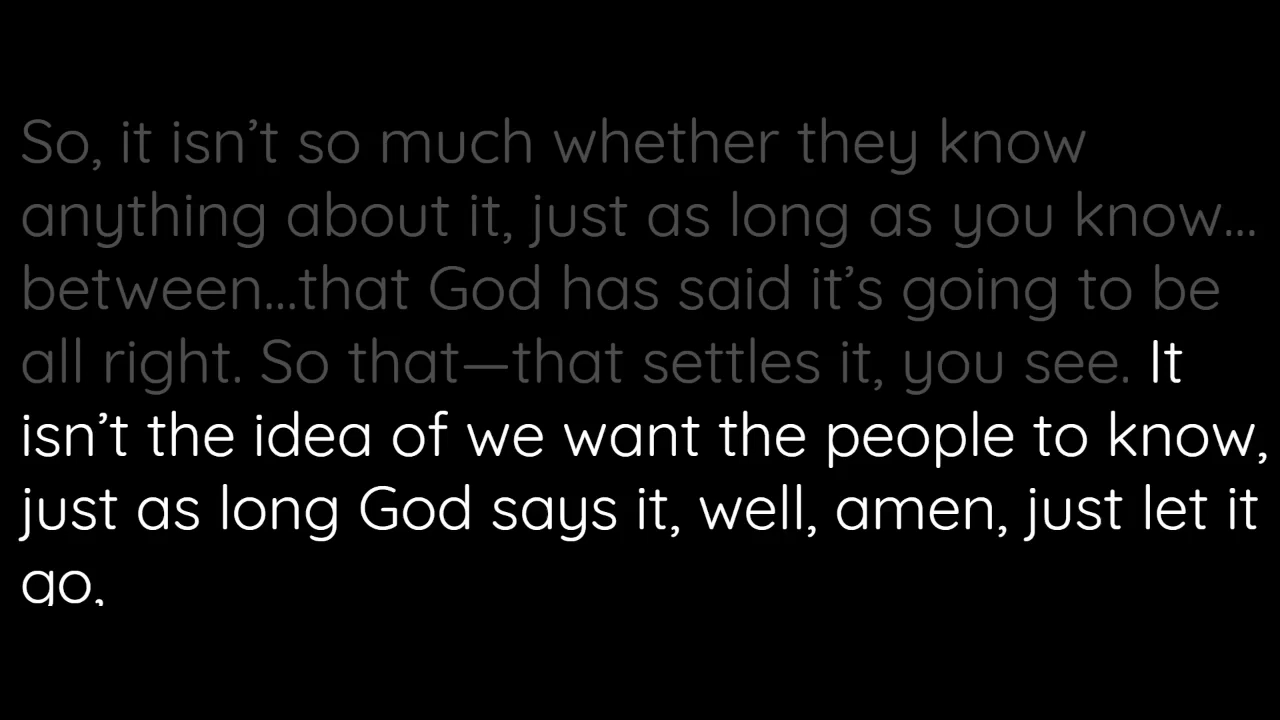 So, it isn’t so much whether they know
anything about it, just as long as you know...
between...that God has said it’s going to be
all right. So that—that settles it, you see. It
isn’t the idea of we want the people to know,
just as long God says it, well, amen, just let it
go,